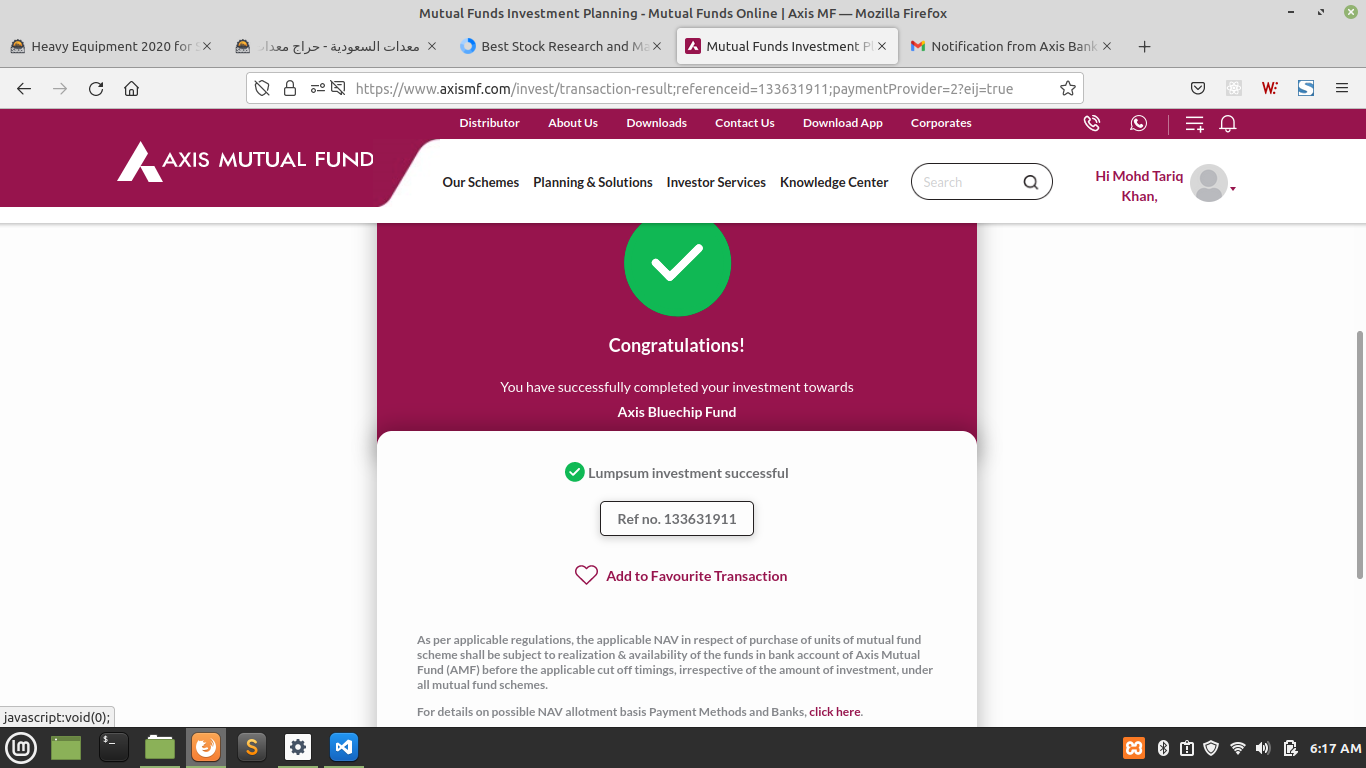 Mutual Funds Investment Planning - Mutual Funds Online | Axis MF — Mozilla Firefox
Heavy Equipment 2020 for S
معدات السعودية - حراج معدات
Best Stock Research and Ma
Mutual Funds Investment Pl
Notification from Axis Bank
https://www.axismf.com/invest/transaction-result;referenceid=133631911;paymentProvider=2?eij=true
Distributor About Us Downloads Contact Us Download App Corporates
AXIS MUTUAL FUND
Our Schemes Planning & Solutions Investor Services Knowledge Center
Search
Hi Mohd Tariq
Khan,
Congratulations!
You have successfully completed your investment towards
Axis Bluechip Fund
Lumpsum investment successful
Ref no. 133631911
Add to Favourite Transaction
As per applicable regulations, the applicable NAV in respect of purchase of units of mutual fund
scheme shall be subject to realization & availability of the funds in bank account of Axis Mutual
Fund (AMF) before the applicable cut off timings, irrespective of the amount of investment, under
all mutual fund schemes.
For details on possible NAV allotment basis Payment Methods and Banks, click here.
javascript:void(0);
6:17 AM